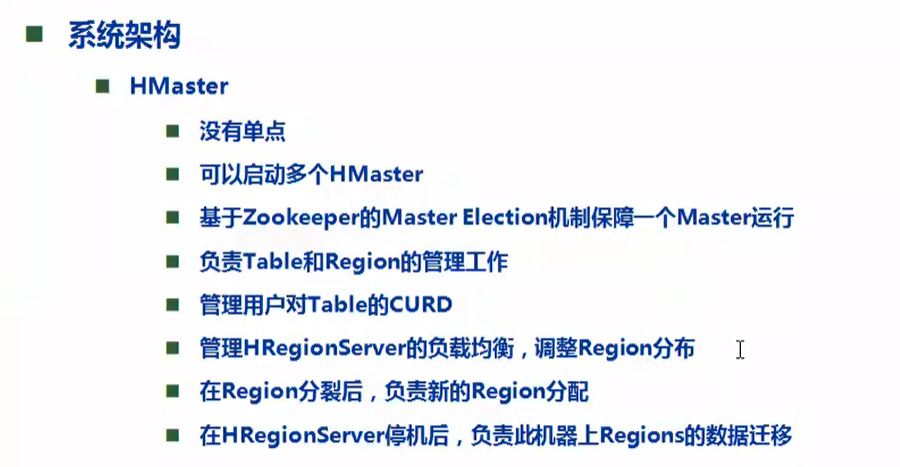 系统架构
HMaster
没有单点
可以启动多个HMaster
基于Zookeeper的Master Election机制保障一个Master运行
负责Table和Region的管理工作
管理用户对Table的CURD
管理HRegionServer的负载均衡，调整Region分布
在Region分裂后，负责新的Region分配
在HRegionServer停机后，负责此机器上Regions的数据迁移